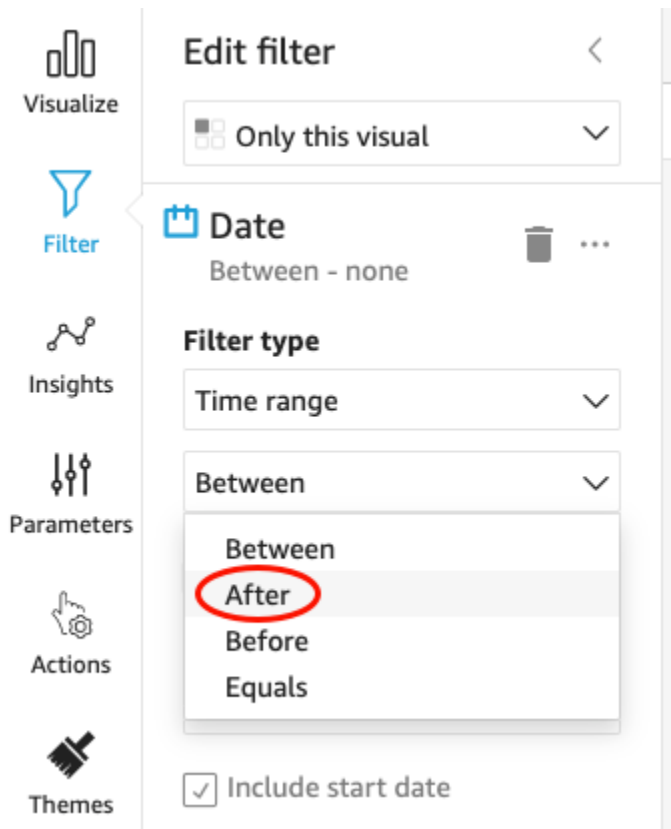 Visualize
Filter
Insights
Parameters
Actions
Themes
Edit filter
Only this visual
Date
Between - none
Filter type
Time range
Between
Between
After
Before
Equals
Include start date